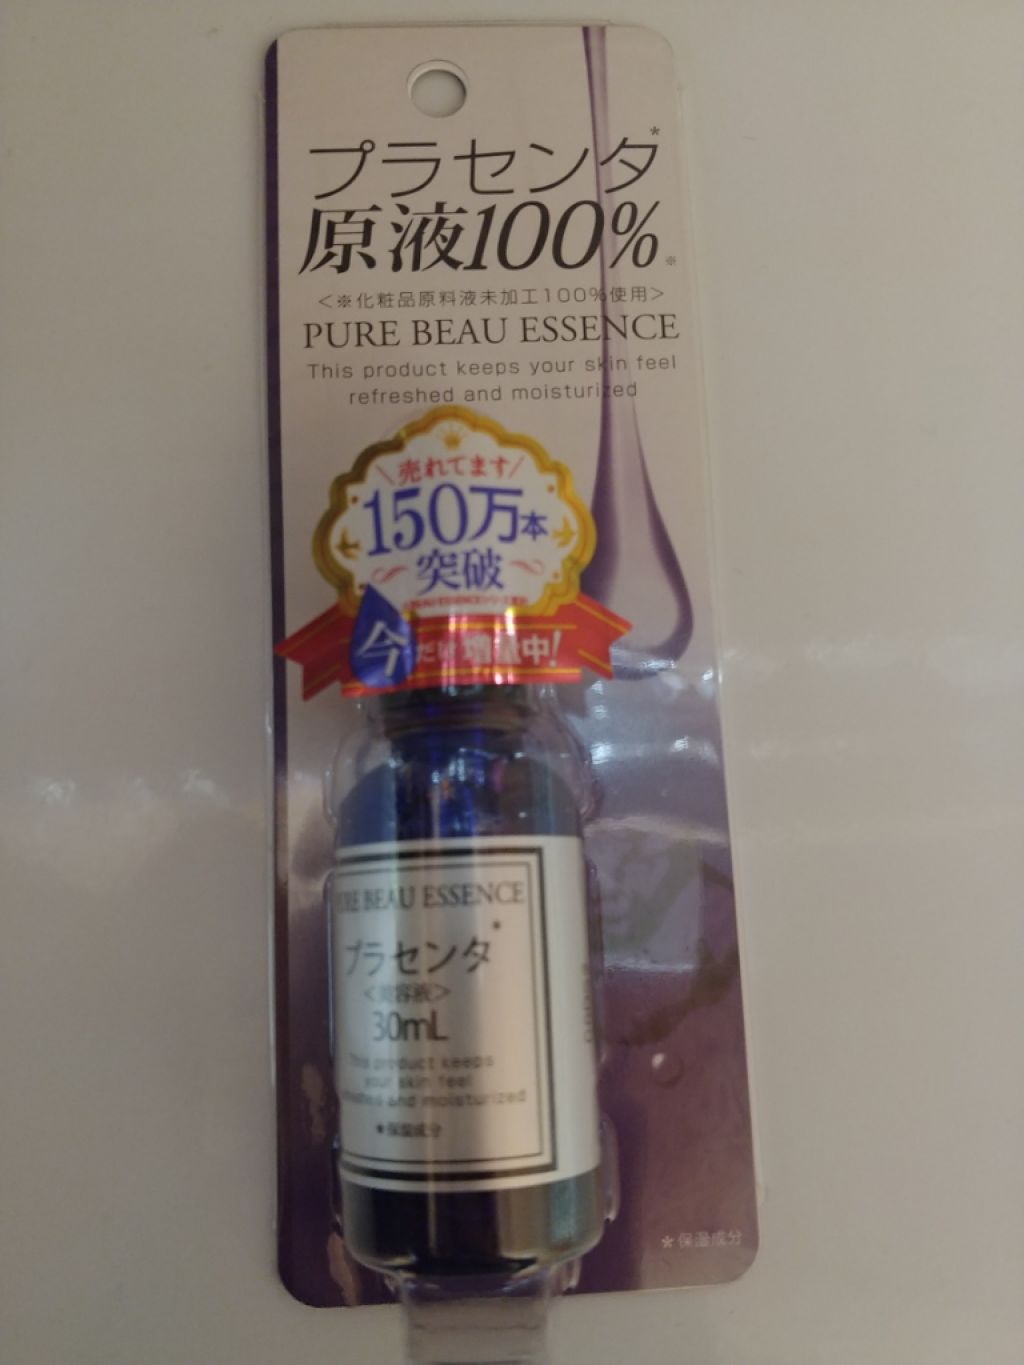 プラセンタ*
原液100%※
<※化粧品原料液未加工100%使用>
PURE BEAU ESSENCE
This product keeps your skin feel
refreshed and moisturized
\売れてます/
150万本
突破
今だけ増量中!
PURE BEAU ESSENCE
プラセンタ*
<美容液>
30mL
This product keeps
your skin feel
and moisturized
*保湿成分
*保湿成分